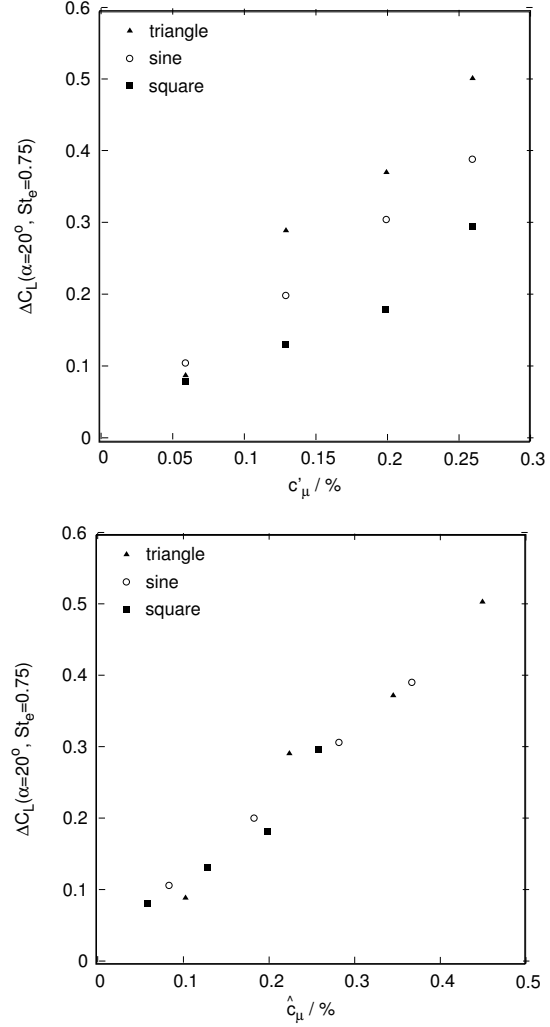 0.6
triangle
sine
square
0.5
0.4
0.3
0.2
0.1
0
ΔC_L(α=20°, St_e=0.75)
0 0.05 0.1 0.15 0.2 0.25 0.3
c'_μ / %
0.6
triangle
sine
square
0.5
0.4
0.3
0.2
0.1
0
ΔC_L(α=20°, St_e=0.75)
0 0.1 0.2 0.3 0.4 0.5
ĉ_μ / %